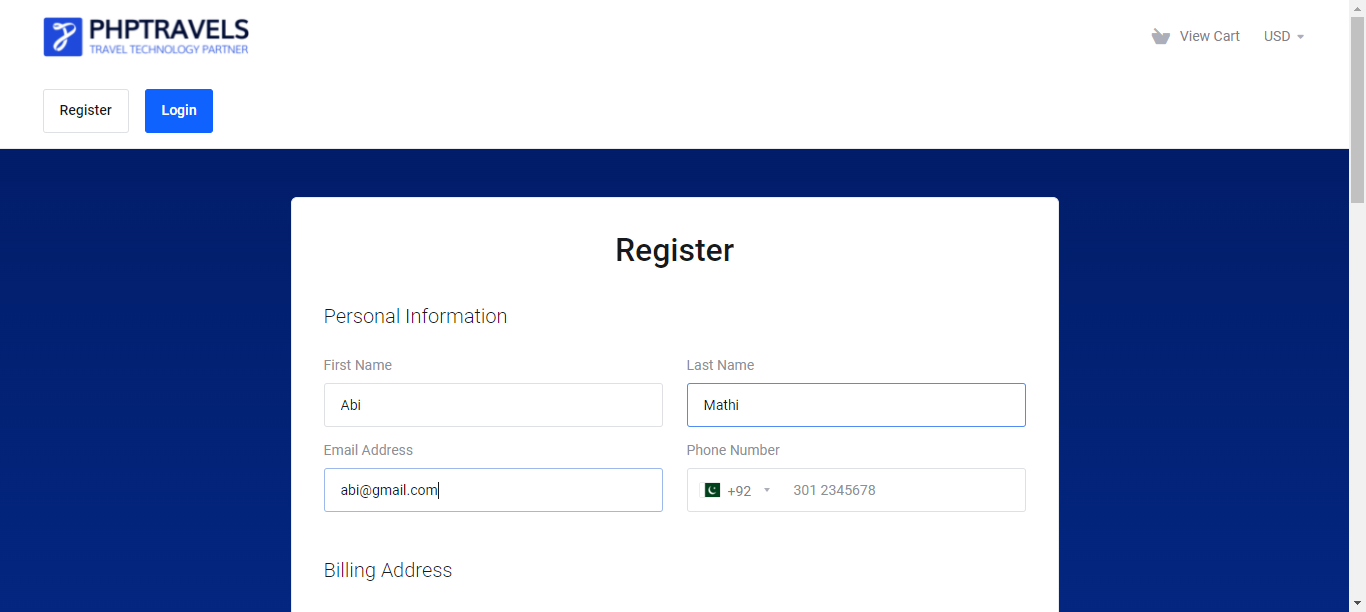 PHPTRAVELS
TRAVEL TECHNOLOGY PARTNER
View Cart USD
Register Login
Register
Personal Information
First Name Last Name
Abi Mathi
Email Address Phone Number
abi@gmail.com +92 301 2345678
Billing Address